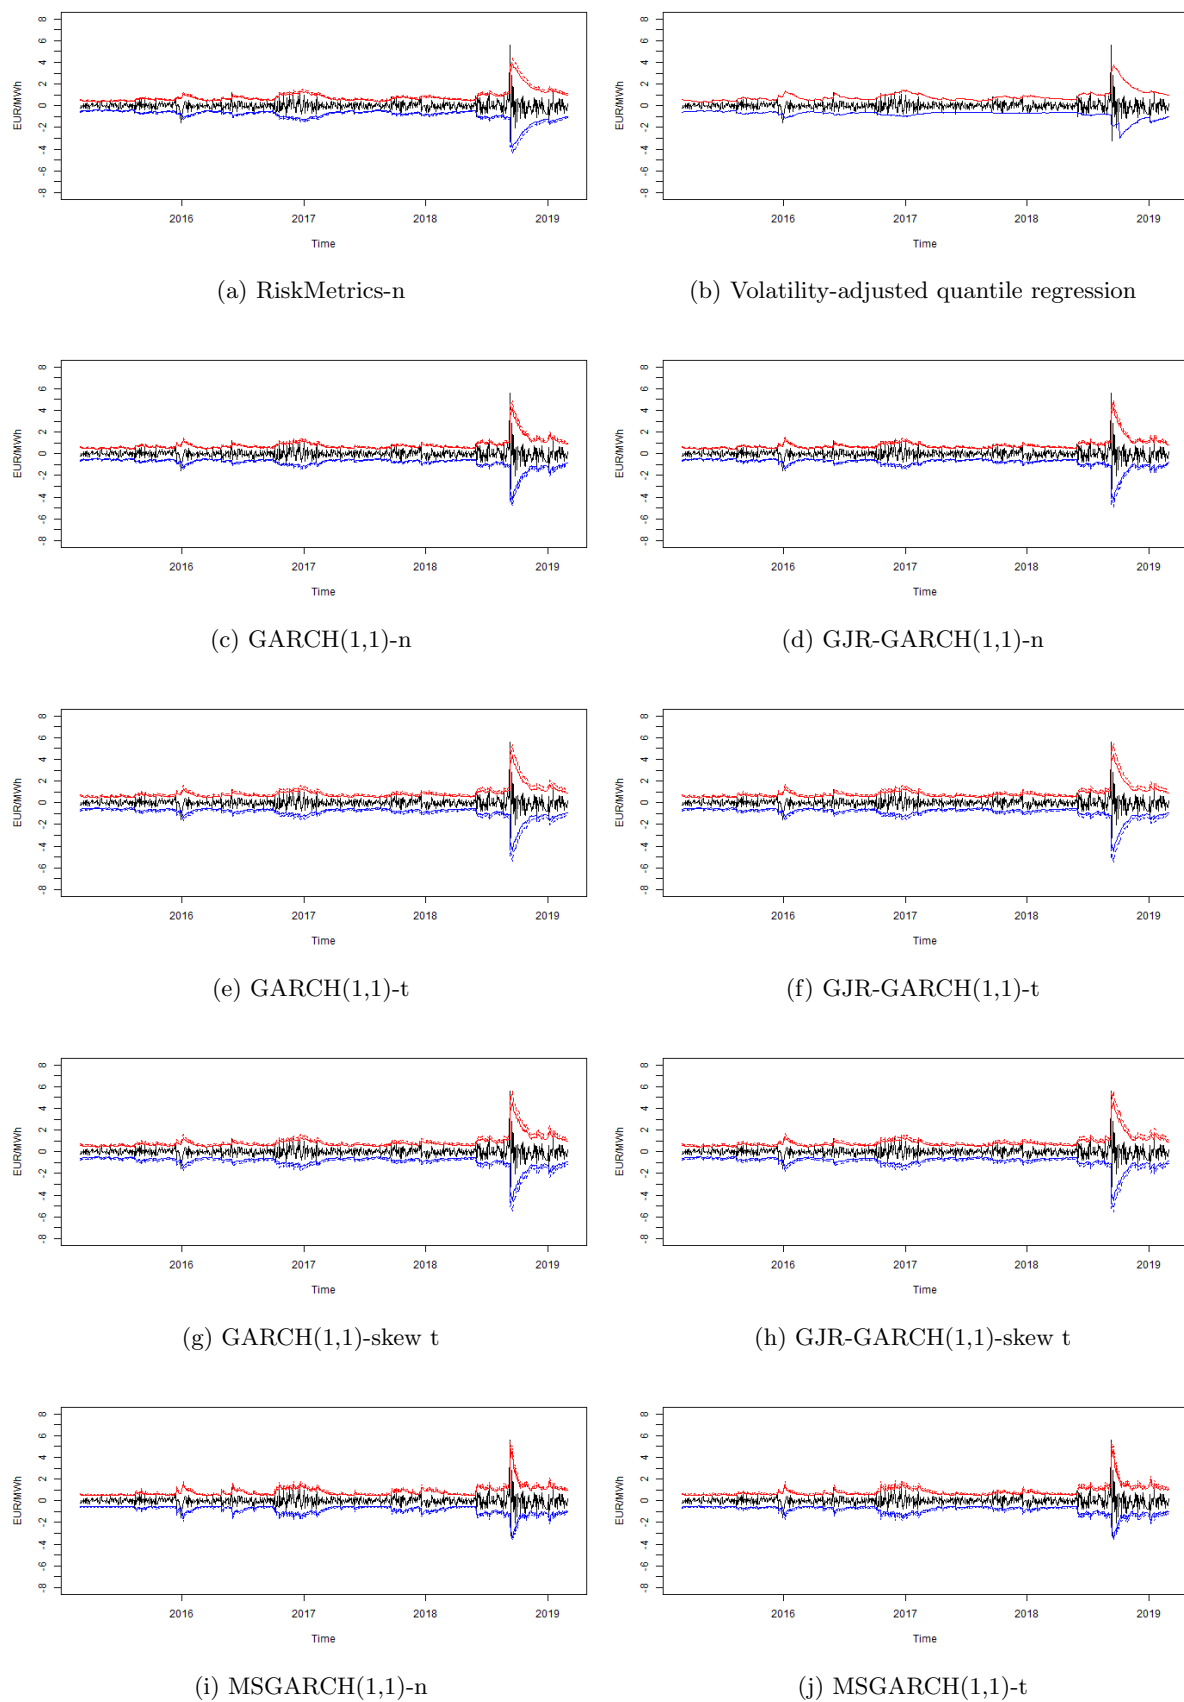 8
6
4
2
0
-2
-4
-6
-8
EUR/MWh
2016 2017 2018 2019
Time
(a) RiskMetrics-n
8
6
4
2
0
-2
-4
-6
-8
EUR/MWh
2016 2017 2018 2019
Time
(b) Volatility-adjusted quantile regression
8
6
4
2
0
-2
-4
-6
-8
EUR/MWh
2016 2017 2018 2019
Time
(c) GARCH(1,1)-n
8
6
4
2
0
-2
-4
-6
-8
EUR/MWh
2016 2017 2018 2019
Time
(d) GJR-GARCH(1,1)-n
8
6
4
2
0
-2
-4
-6
-8
EUR/MWh
2016 2017 2018 2019
Time
(e) GARCH(1,1)-t
8
6
4
2
0
-2
-4
-6
-8
EUR/MWh
2016 2017 2018 2019
Time
(f) GJR-GARCH(1,1)-t
8
6
4
2
0
-2
-4
-6
-8
EUR/MWh
2016 2017 2018 2019
Time
(g) GARCH(1,1)-skew t
8
6
4
2
0
-2
-4
-6
-8
EUR/MWh
2016 2017 2018 2019
Time
(h) GJR-GARCH(1,1)-skew t
8
6
4
2
0
-2
-4
-6
-8
EUR/MWh
2016 2017 2018 2019
Time
(i) MSGARCH(1,1)-n
8
6
4
2
0
-2
-4
-6
-8
EUR/MWh
2016 2017 2018 2019
Time
(j) MSGARCH(1,1)-t